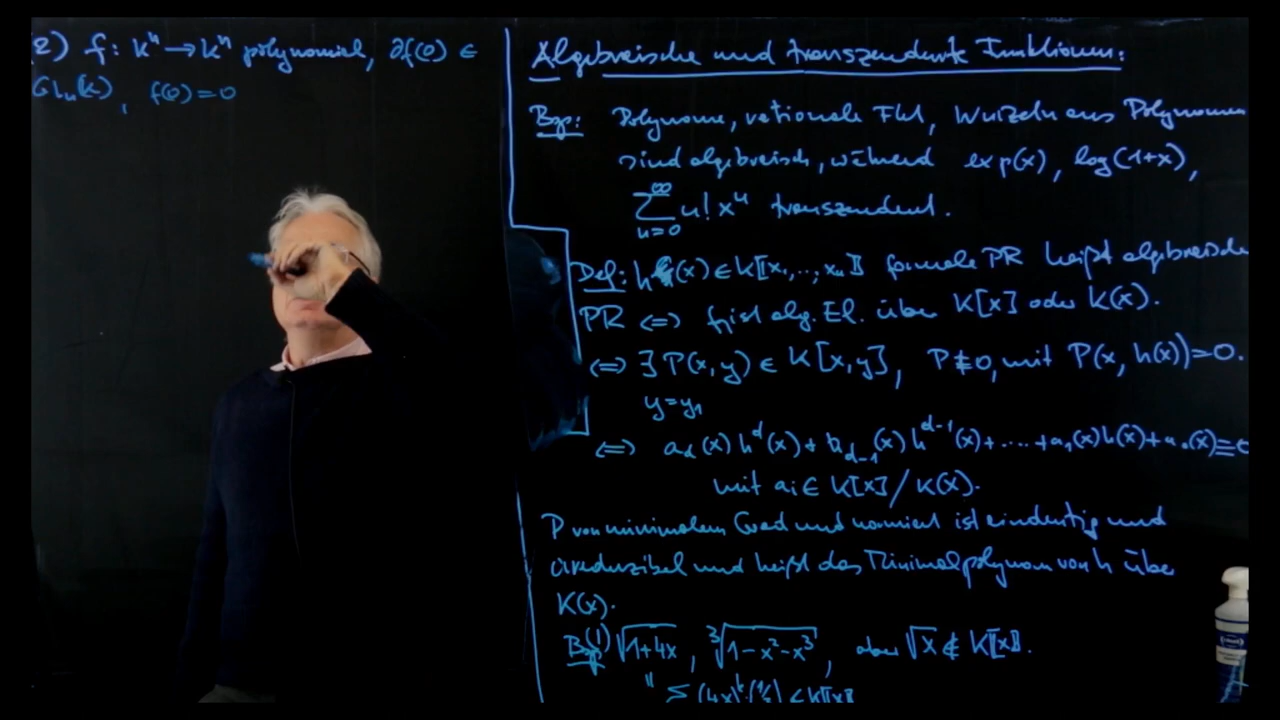 2) f: kⁿ → kⁿ polynomial, ∂f(0) ∈
Gl_n(k), f(0)=0
Algebraische und transzendente Funktionen:
Bsp: Polynome, rationale Fkt, Wurzeln aus Polynomen
sind algebraisch, während exp(x), log(1+x),
∑_{n=0}^∞ n! xⁿ transzendent.
Def: h(x) ∈ K[[x₁,..,xₙ]] formale PR heißt algebraische
PR ⇔ f ist alg. El. über K[x] oder K(x).
⇔ ∃ P(x,y) ∈ K[x,y], P≢0, mit P(x, h(x))=0.
y=y₁
⇔ a_d(x) h^d(x) + a_{d-1}(x) h^{d-1}(x) + .... + a₁(x)h(x) + a₀(x) = 0
mit aᵢ ∈ K[x] / K(x).
P von minimalem Grad und normiert ist eindeutig und
irreduzibel und heißt das Minimalpolynom von h über
K(x).
Bsp (1) √(1+4x), ∛(1-x²-x³), aber √x ∉ K[[x]].
= ∑ (4x)^k · (1/2) ∈ K[[x]]